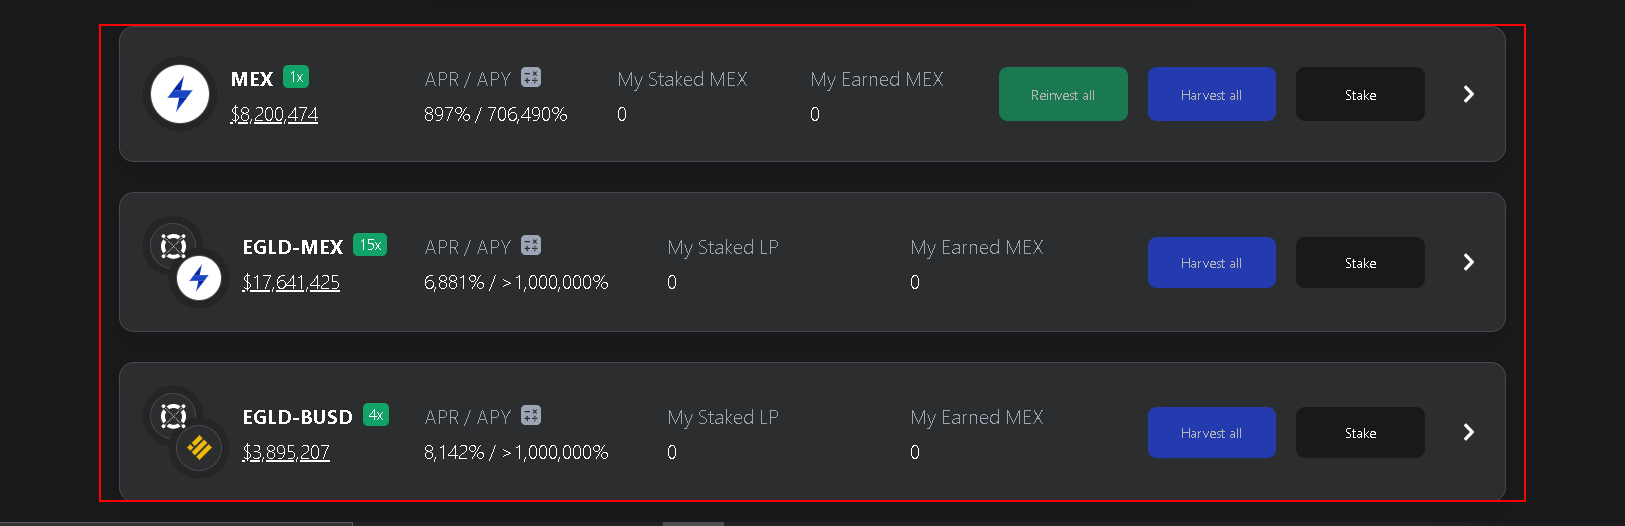 MEX 1x APR / APY My Staked MEX My Earned MEX Reinvest all Harvest all Stake
$8,200,474 897% / 706,490% 0 0
EGLD-MEX 15x APR / APY My Staked LP My Earned MEX Harvest all Stake
$17,641,425 6,881% / >1,000,000% 0 0
EGLD-BUSD 4x APR / APY My Staked LP My Earned MEX Harvest all Stake
$3,895,207 8,142% / >1,000,000% 0 0